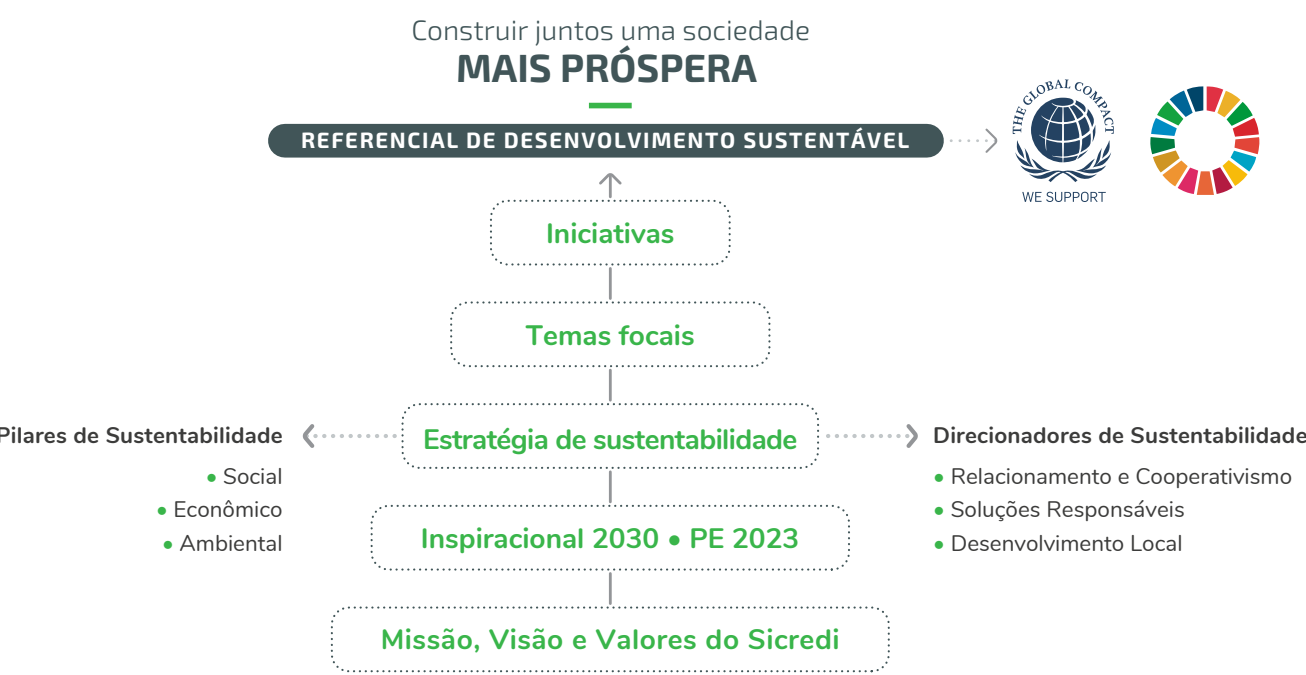 Construir juntos uma sociedade
MAIS PRÓSPERA
REFERENCIAL DE DESENVOLVIMENTO SUSTENTÁVEL
THE GLOBAL COMPACT
WE SUPPORT
Iniciativas
Temas focais
Estratégia de sustentabilidade
Pilares de Sustentabilidade
• Social
• Econômico
• Ambiental
Direcionadores de Sustentabilidade
• Relacionamento e Cooperativismo
• Soluções Responsáveis
• Desenvolvimento Local
Inspiracional 2030 • PE 2023
Missão, Visão e Valores do Sicredi